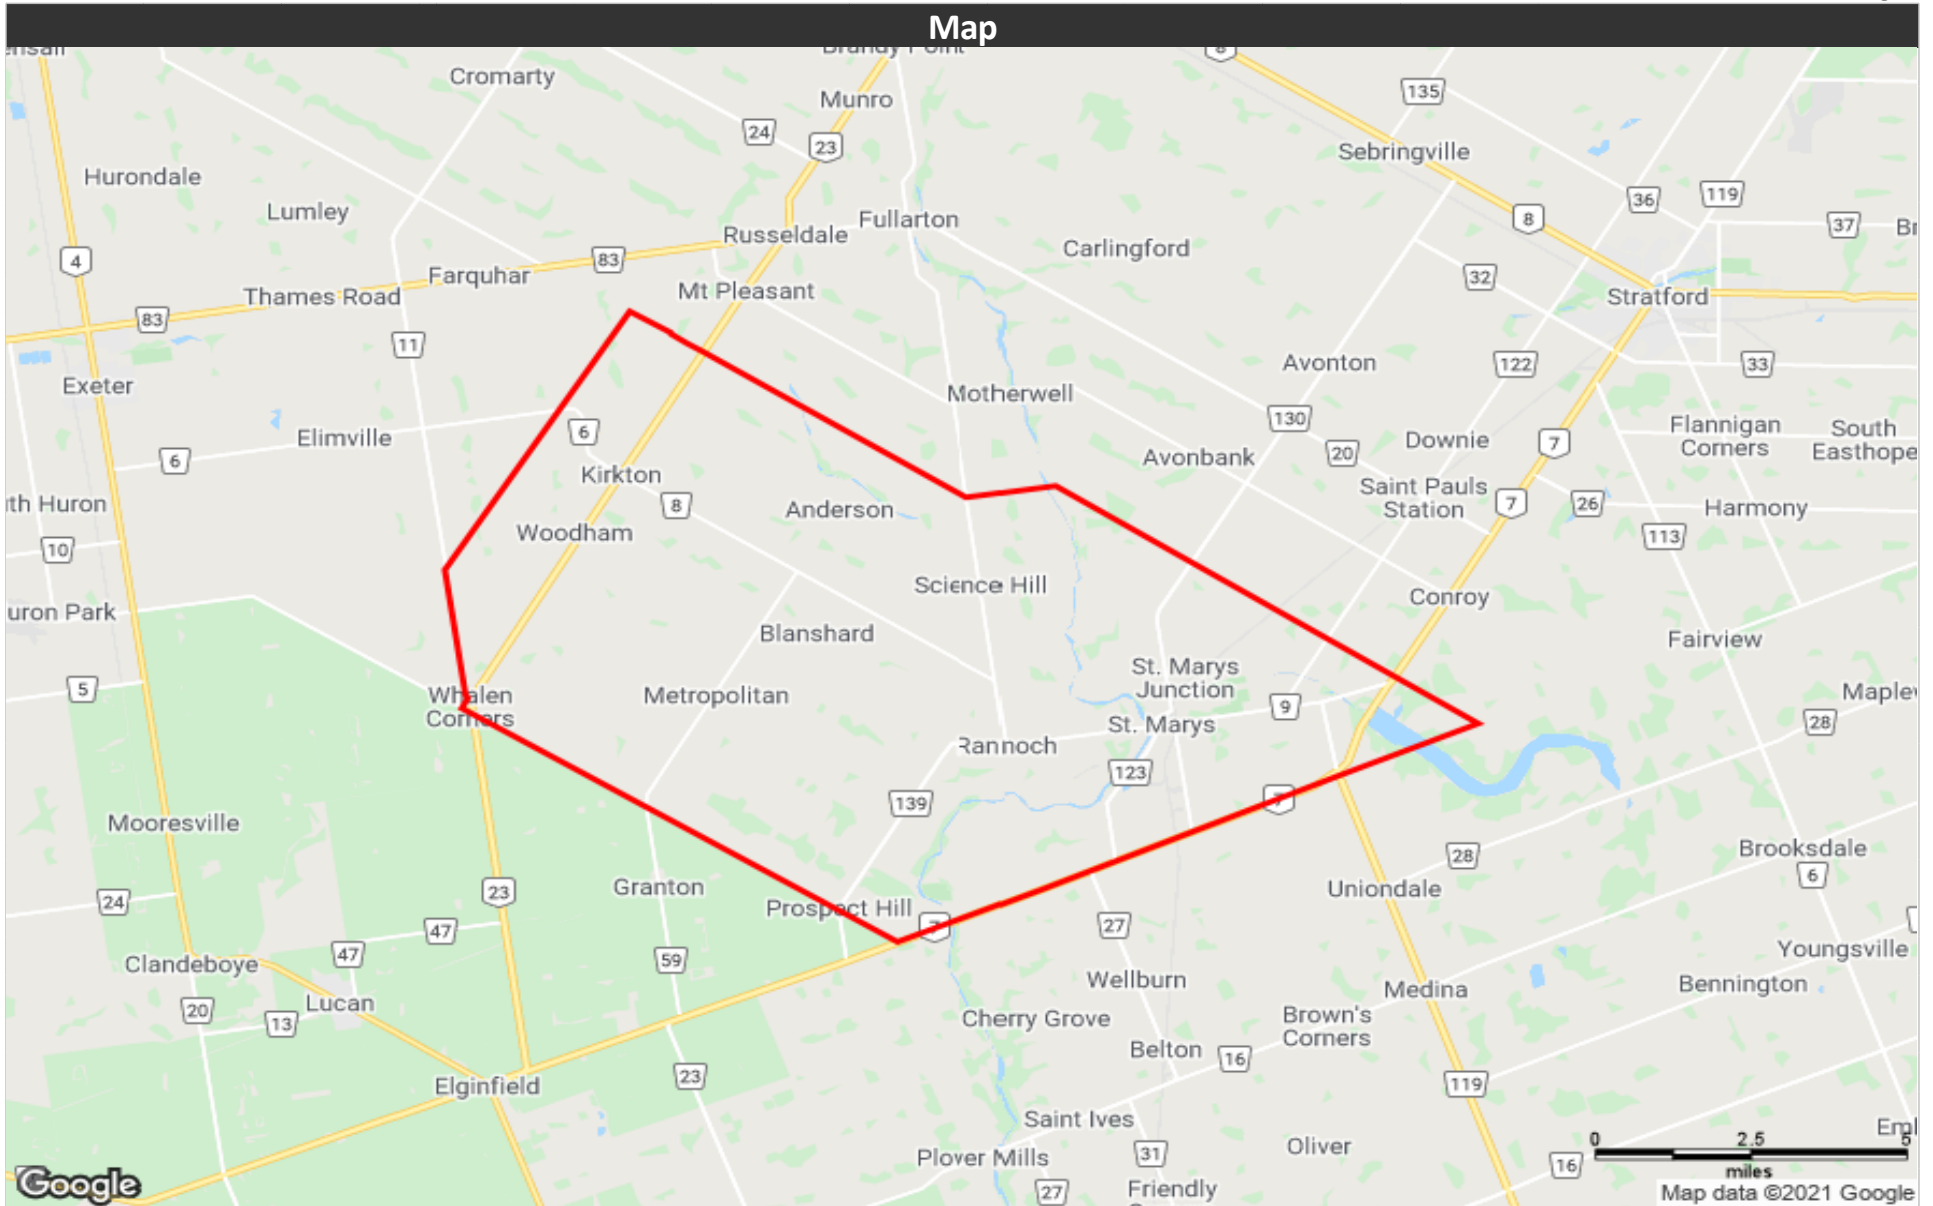 Map
Cromarty
Munro
135
24
23
Sebringville
Hurondale
36
119
Lumley
Fullarton
8
37
Russeldale
Carlingford
4
83
32
Farquhar
Mt Pleasant
Thames Road
Stratford
83
11
Avonton
122
33
Exeter
Motherwell
130
Flannigan
Corners
South
Easthope
6
Elimville
Downie
7
20
6
Avonbank
Kirkton
Saint Pauls
Station
8
Anderson
7
26
Harmony
Woodham
113
10
Science Hill
Conroy
Blanshard
Fairview
St. Marys
Junction
5
Whalen
Corners
Metropolitan
9
28
St. Marys
Rannoch
123
139
7
Mooresville
28
Brooksdale
6
Granton
Uniondale
23
24
Prospect Hill
7
27
47
47
Youngsville
Clandeboye
59
Wellburn
Medina
Bennington
20
Lucan
13
Cherry Grove
Brown's
Corners
Belton
16
23
Elginfield
119
Saint Ives
Oliver
0 2.5 5
miles
Plover Mills
31
16
27
Friendly
Google
Map data ©2021 Google